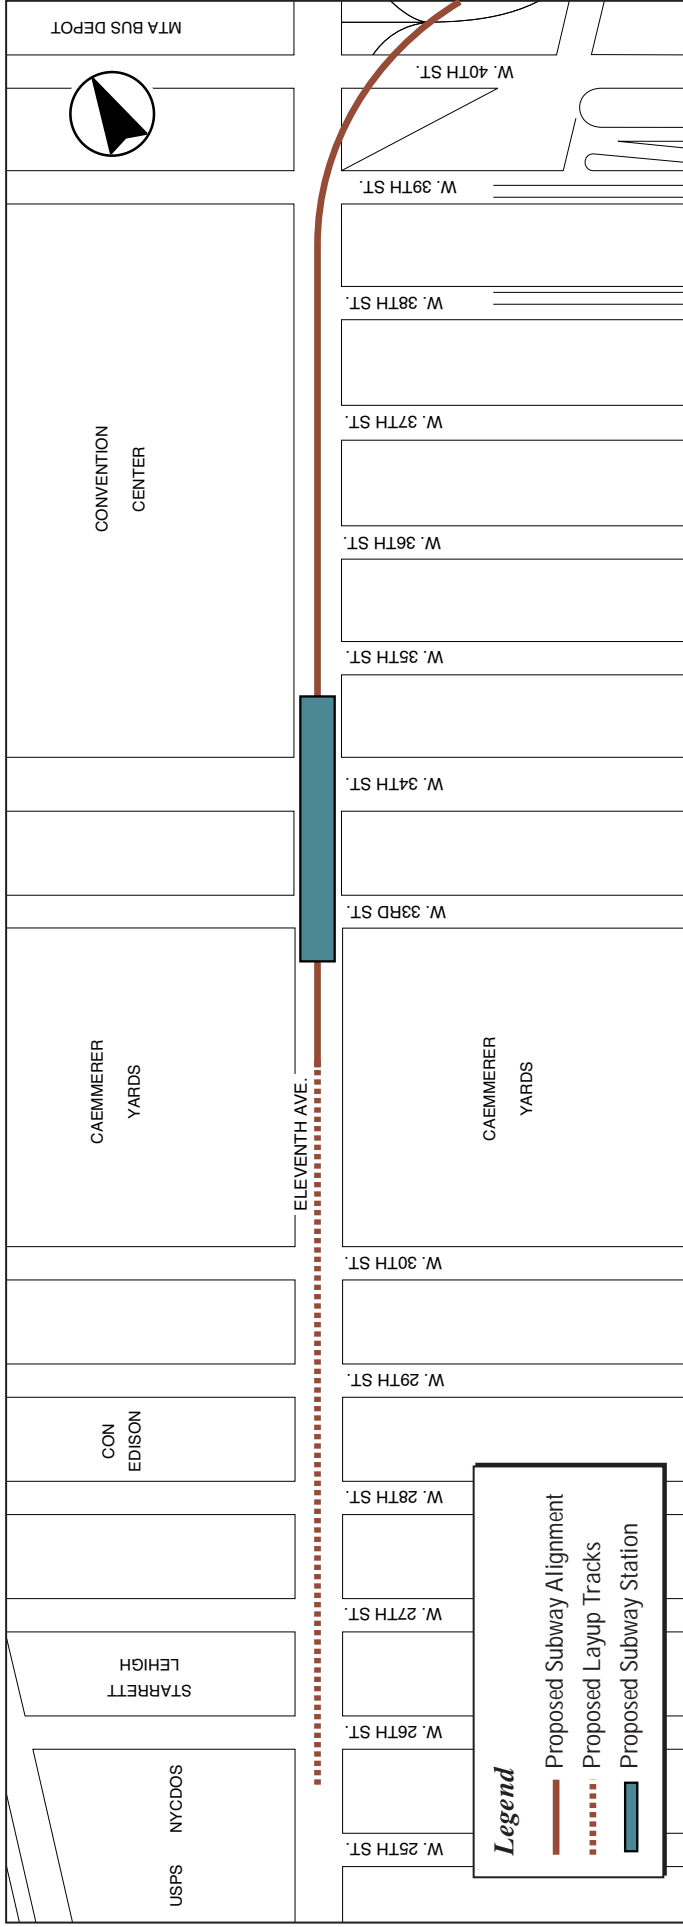 MTA BUS DEPOT
W. 40TH ST.
W. 39TH ST.
W. 38TH ST.
W. 37TH ST.
CONVENTION
CENTER
W. 36TH ST.
W. 35TH ST.
W. 34TH ST.
W. 33RD ST.
CAEMMERER
YARDS
CAEMMERER
YARDS
ELEVENTH AVE.
W. 30TH ST.
W. 29TH ST.
CON
EDISON
W. 28TH ST.
W. 27TH ST.
STARRETT
LEHIGH
W. 26TH ST.
USPS NYCDOS
W. 25TH ST.
Legend
Proposed Subway Alignment
Proposed Layup Tracks
Proposed Subway Station